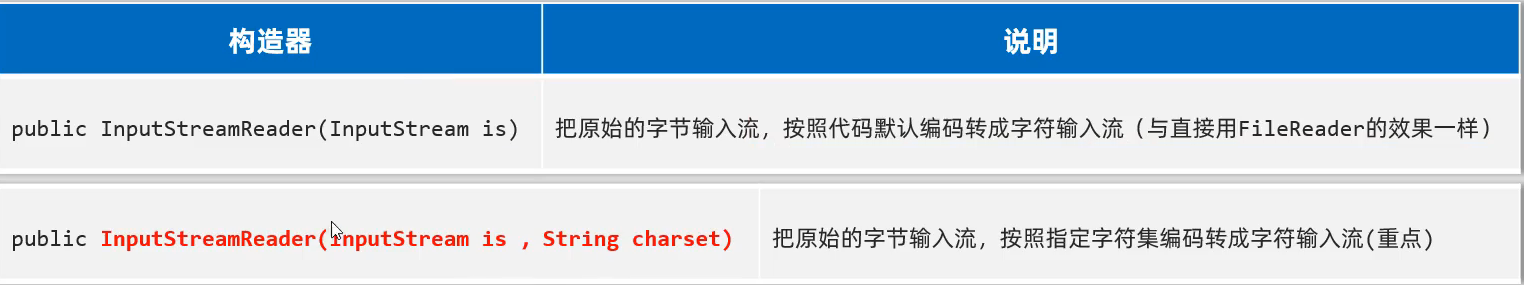 构造器 说明
public InputStreamReader(InputStream is) 把原始的字节输入流，按照代码默认编码转成字符输入流（与直接用FileReader的效果一样）
public InputStreamReader(InputStream is , String charset) 把原始的字节输入流，按照指定字符集编码转成字符输入流(重点)